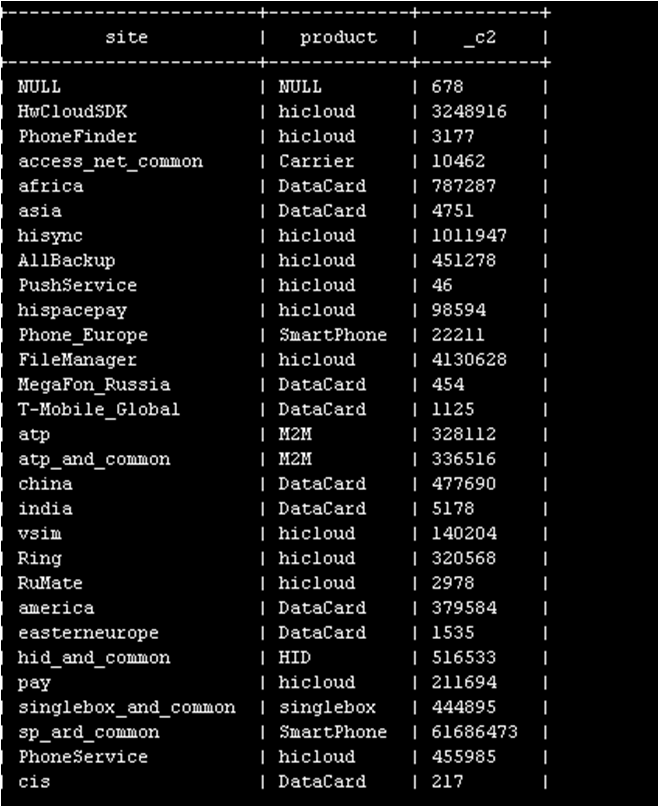 site | product | _c2
NULL | NULL | 678
HwCloudSDK | hicloud | 3248916
PhoneFinder | hicloud | 3177
access_net_common | Carrier | 10462
africa | DataCard | 787287
asia | DataCard | 4751
hisync | hicloud | 1011947
AllBackup | hicloud | 451278
PushService | hicloud | 46
hispacepay | hicloud | 98594
Phone_Europe | SmartPhone | 22211
FileManager | hicloud | 4130628
MegaFon_Russia | DataCard | 454
T-Mobile_Global | DataCard | 1125
atp | M2M | 328112
atp_and_common | M2M | 336516
china | DataCard | 477690
india | DataCard | 5178
vsim | hicloud | 140204
Ring | hicloud | 320568
RuMate | hicloud | 2978
america | DataCard | 379584
easterneurope | DataCard | 1535
hid_and_common | HID | 516533
pay | hicloud | 211694
singlebox_and_common | singlebox | 444895
sp_ard_common | SmartPhone | 61686473
PhoneService | hicloud | 455985
cis | DataCard | 217